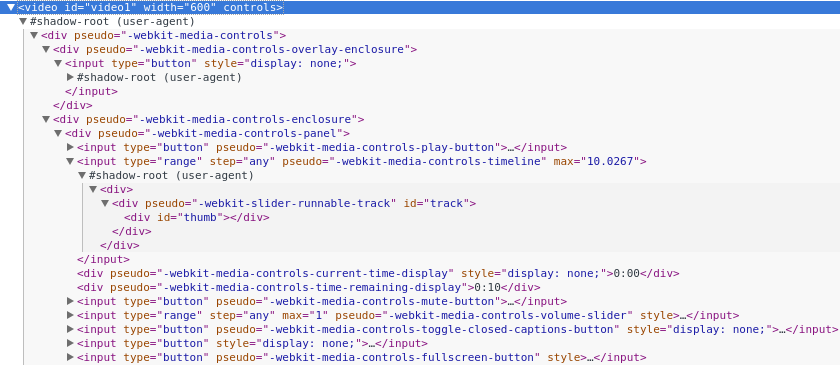 <video id="video1" width="600" controls>
#shadow-root (user-agent)
<div pseudo="-webkit-media-controls">
<div pseudo="-webkit-media-controls-overlay-enclosure">
<input type="button" style="display: none;">
#shadow-root (user-agent)
</input>
</div>
<div pseudo="-webkit-media-controls-enclosure">
<div pseudo="-webkit-media-controls-panel">
<input type="button" pseudo="-webkit-media-controls-play-button">…</input>
<input type="range" step="any" pseudo="-webkit-media-controls-timeline" max="10.0267">
#shadow-root (user-agent)
<div>
<div pseudo="-webkit-slider-runnable-track" id="track">
<div id="thumb"></div>
</div>
</div>
</input>
<div pseudo="-webkit-media-controls-current-time-display" style="display: none;">0:00</div>
<div pseudo="-webkit-media-controls-time-remaining-display">0:10</div>
<input type="button" pseudo="-webkit-media-controls-mute-button">…</input>
<input type="range" step="any" max="1" pseudo="-webkit-media-controls-volume-slider" style>…</input>
<input type="button" pseudo="-webkit-media-controls-toggle-closed-captions-button" style="display: none;">…</input>
<input type="button" style="display: none;">…</input>
<input type="button" pseudo="-webkit-media-controls-fullscreen-button" style>…</input>